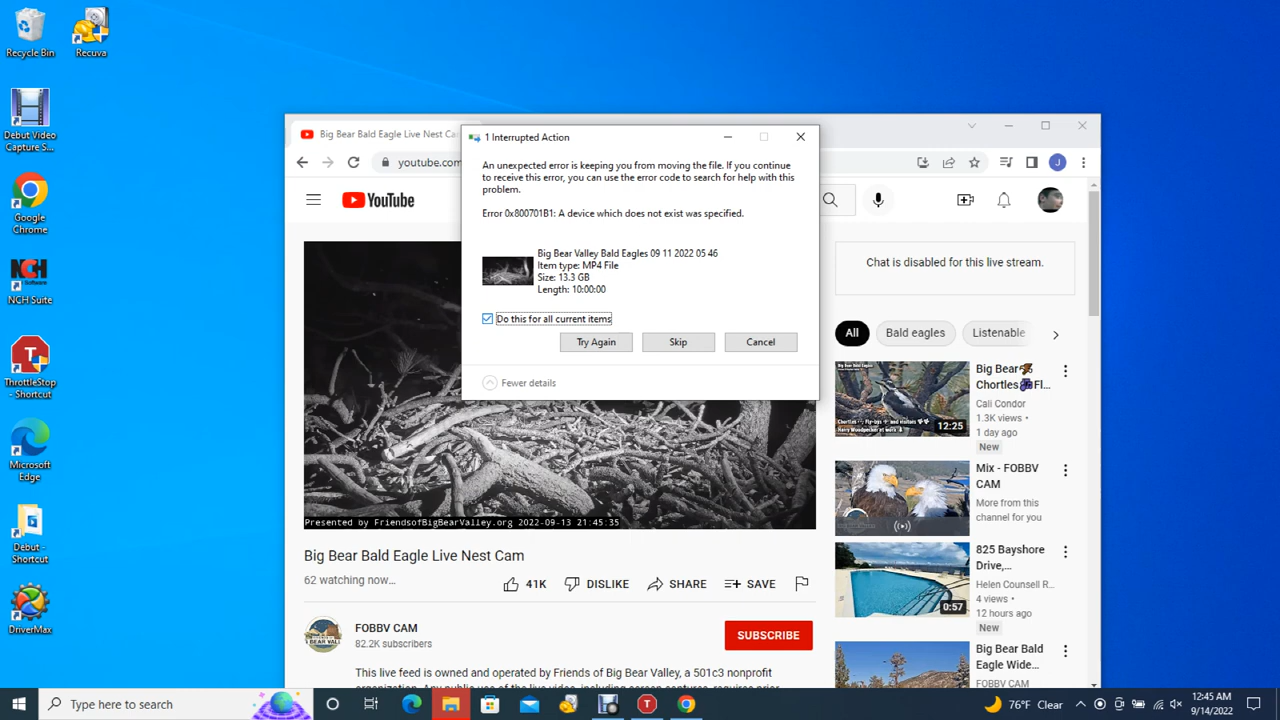 Recycle Bin
Recuva
Debut Video
Capture S...
Google
Chrome
NCH
Software
NCH Suite
ThrottleStop
- Shortcut
Microsoft
Edge
Debut -
Shortcut
DriverMax
Big Bear Bald Eagle Live Nest Ca
youtube.com
YouTube
J
1 Interrupted Action
An unexpected error is keeping you from moving the file. If you continue
to receive this error, you can use the error code to search for help with this
problem.
Error 0x800701B1: A device which does not exist was specified.
Big Bear Valley Bald Eagles 09 11 2022 05 46
Item type: MP4 File
Size: 13.3 GB
Length: 10:00:00
Do this for all current items
Try Again
Skip
Cancel
Fewer details
Presented by FriendsofBigBearValley.org 2022-09-13 21:45:35
Big Bear Bald Eagle Live Nest Cam
62 watching now...
41K
DISLIKE
SHARE
SAVE
FOBBV CAM
82.2K subscribers
SUBSCRIBE
This live feed is owned and operated by Friends of Big Bear Valley, a 501c3 nonprofit
Chat is disabled for this live stream.
All
Bald eagles
Listenable
Big Bear🍂
Chortles🍇Fl...
Cali Condor
1.3K views •
1 day ago
New
12:25
Mix - FOBBV
CAM
More from this
channel for you
825 Bayshore
Drive,...
Helen Counsell R...
4 views •
12 hours ago
New
0:57
Big Bear Bald
Eagle Wide...
FOBBV CAM
Type here to search
76°F Clear
12:45 AM
9/14/2022